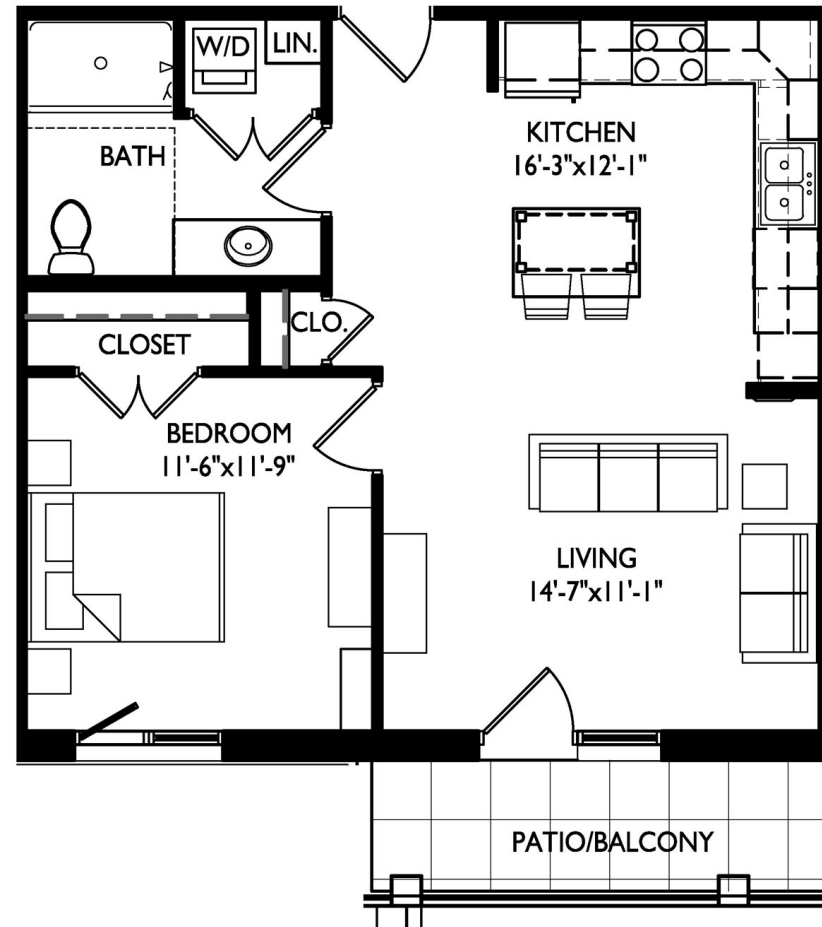 W/D
LIN.
BATH
KITCHEN
16'-3"x12'-1"
CLO.
CLOSET
BEDROOM
11'-6"x11'-9"
LIVING
14'-7"x11'-1"
PATIO/BALCONY